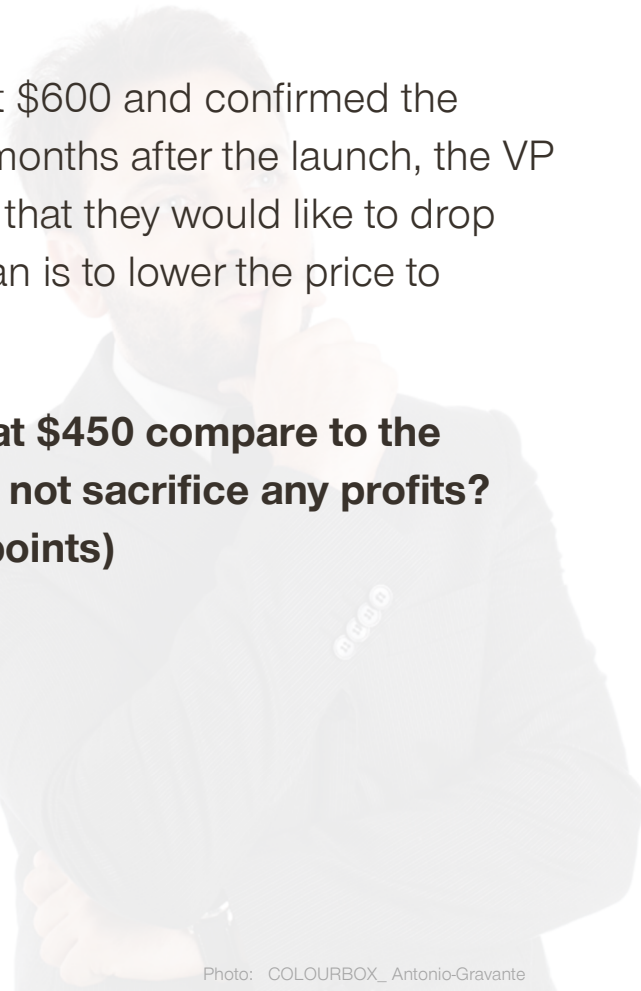 $600 and confirmed the
months after the launch, the VP
that they would like to drop
is to lower the price to
at $450 compare to the
not sacrifice any profits?
points)
Photo: COLOURBOX_ Antonio-Gravante